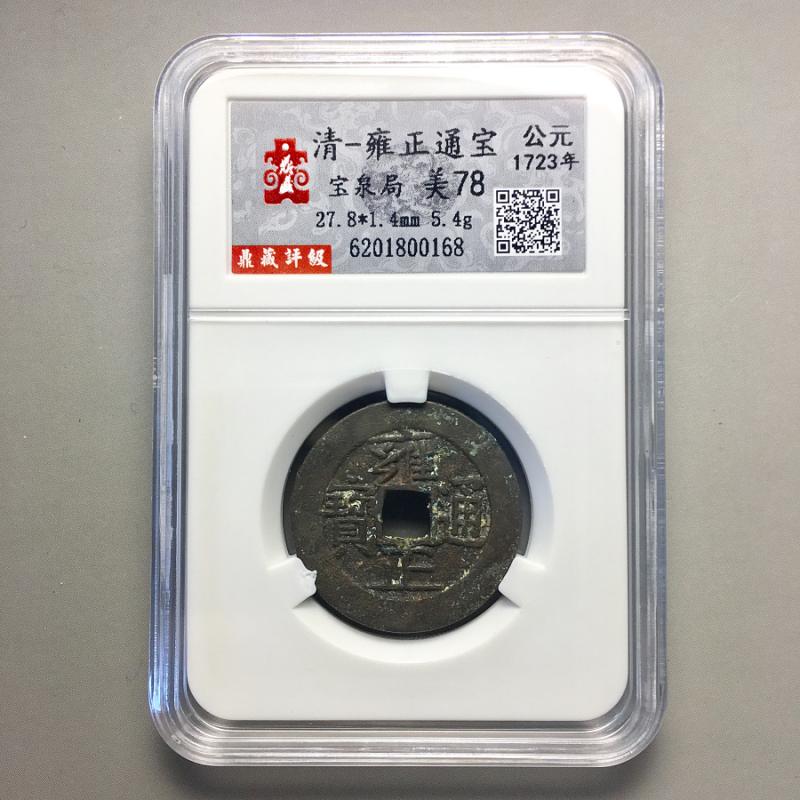 清-雍正通宝
公元
1723年
宝泉局 美78
27.8*1.4mm 5.4g
6201800168
鼎藏評級
雍正通寶